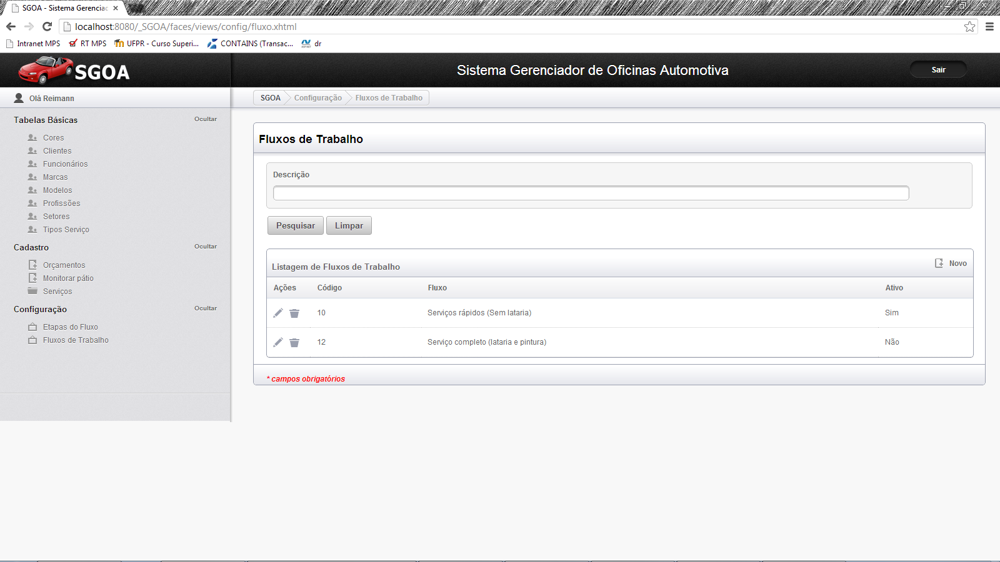 SGOA - Sistema Gerenciac
localhost:8080/_SGOA/faces/views/config/fluxo.xhtml
Intranet MPS RT MPS UFPR - Curso Superi... CONTAINS (Transac... dr
SGOA
Sistema Gerenciador de Oficinas Automotiva
Sair
Olá Reimann
SGOA Configuração Fluxos de Trabalho
Tabelas Básicas Ocultar
Cores
Clientes
Funcionários
Marcas
Modelos
Profissões
Setores
Tipos Serviço
Cadastro Ocultar
Orçamentos
Monitorar pátio
Serviços
Configuração Ocultar
Etapas do Fluxo
Fluxos de Trabalho
Fluxos de Trabalho
Descrição
Pesquisar Limpar
Listagem de Fluxos de Trabalho Novo
Ações Código Fluxo Ativo
10 Serviços rápidos (Sem lataria) Sim
12 Serviço completo (lataria e pintura) Não
* campos obrigatórios